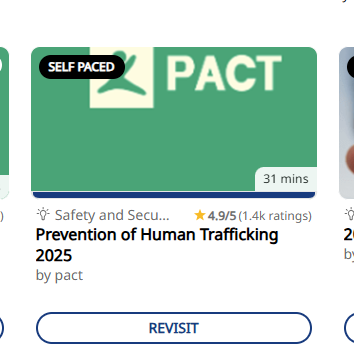 SELF PACED
PACT
31 mins
Safety and Secu...
4.9/5 (1.4k ratings)
Prevention of Human Trafficking
2025
by pact
REVISIT